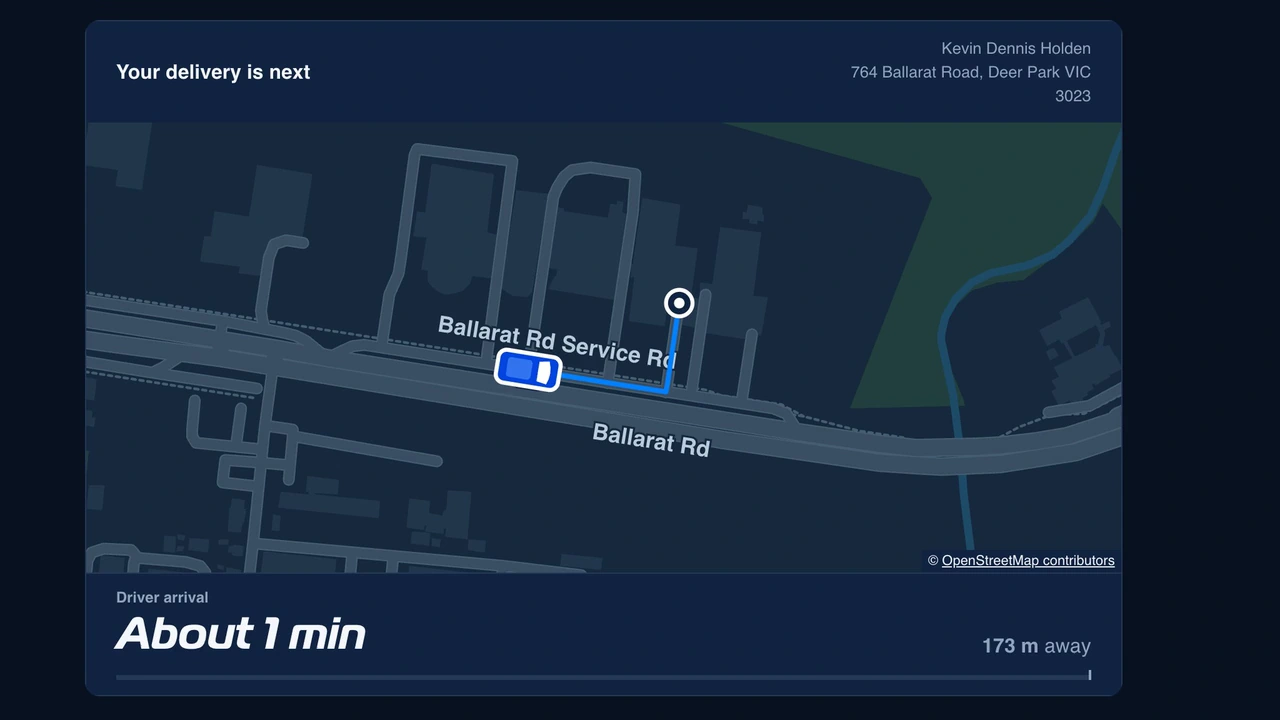 Your delivery is next
Kevin Dennis Holden
764 Ballarat Road, Deer Park VIC
3023
Ballarat Rd Service Rd
Ballarat Rd
© OpenStreetMap contributors
Driver arrival
About 1 min
173 m away